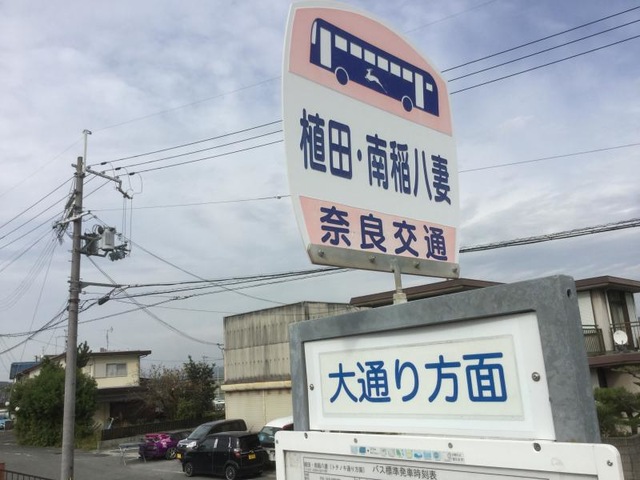 植田・南稲八妻
奈良交通
大通り方面
バス標準発車時刻表